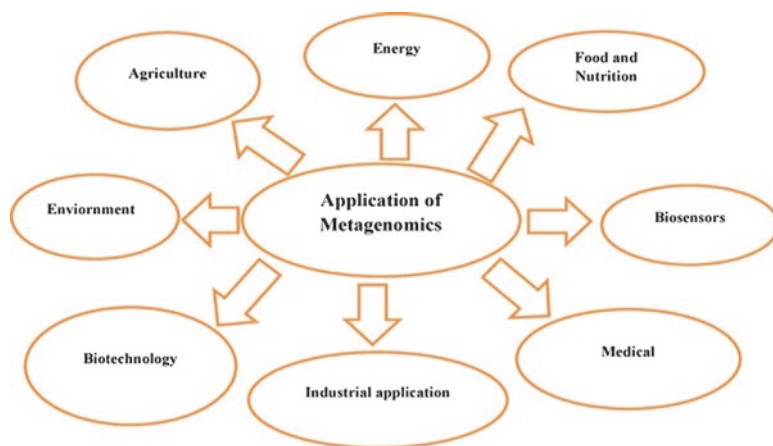 Energy
Agriculture
Food and
Nutrition
Application of
Metagenomics
Enviornment
Biosensors
Biotechnology
Medical
Industrial application